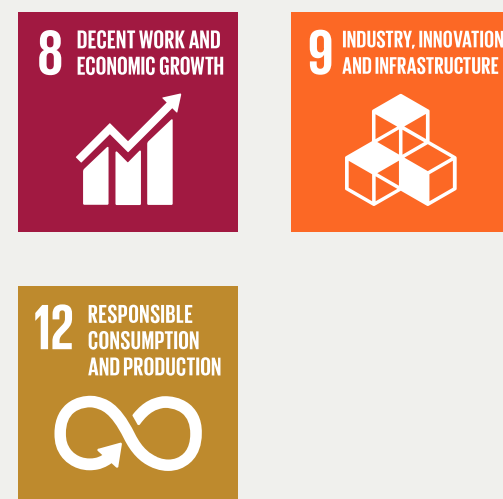 8 DECENT WORK AND
ECONOMIC GROWTH
9 INDUSTRY, INNOVATION
AND INFRASTRUCTURE
12 RESPONSIBLE
CONSUMPTION
AND PRODUCTION